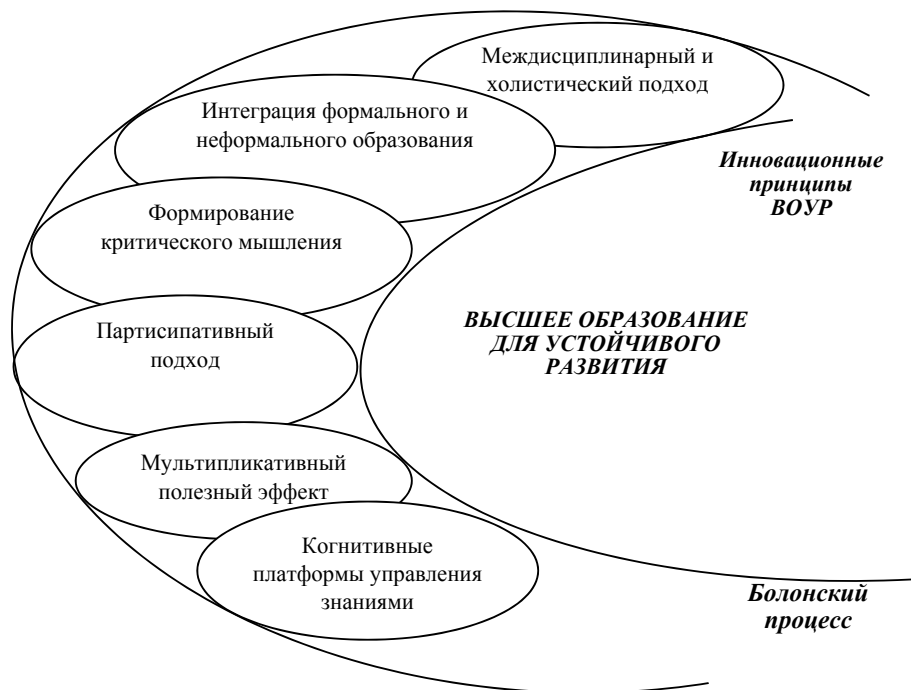 Междисциплинарный и
холистический подход
Интеграция формального и
неформального образования
Инновационные
принципы
ВОУР
Формирование
критического мышления
ВЫСШЕЕ ОБРАЗОВАНИЕ
ДЛЯ УСТОЙЧИВОГО
РАЗВИТИЯ
Партисипативный
подход
Мультипликативный
полезный эффект
Когнитивные
платформы управления
знаниями
Болонский
процесс